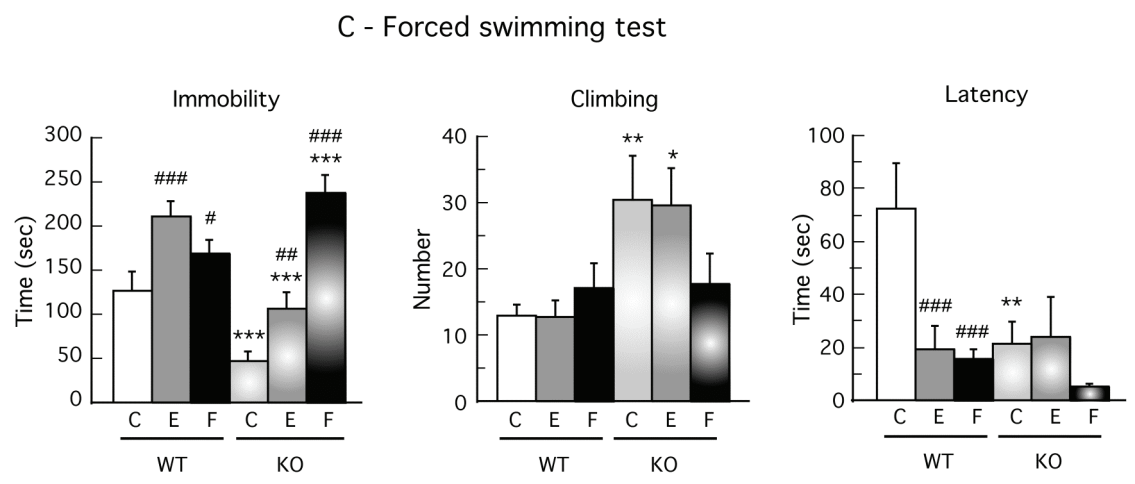 C - Forced swimming test
Immobility
Time (sec)
300
250
200
150
100
50
0
###
#
***
##
***
###
***
C E F C E F
WT KO
Climbing
Number
40
30
20
10
0
**
*
C E F C E F
WT KO
Latency
Time (sec)
100
80
60
40
20
0
###
###
**
C E F C E F
WT KO